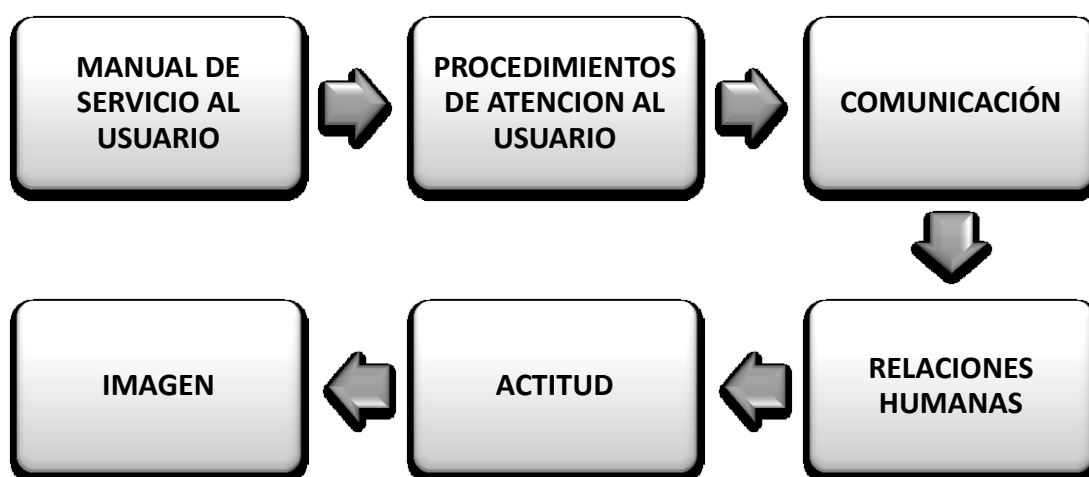 MANUAL DE
SERVICIO AL
USUARIO
PROCEDIMIENTOS
DE ATENCION AL
USUARIO
COMUNICACIÓN
RELACIONES
HUMANAS
ACTITUD
IMAGEN